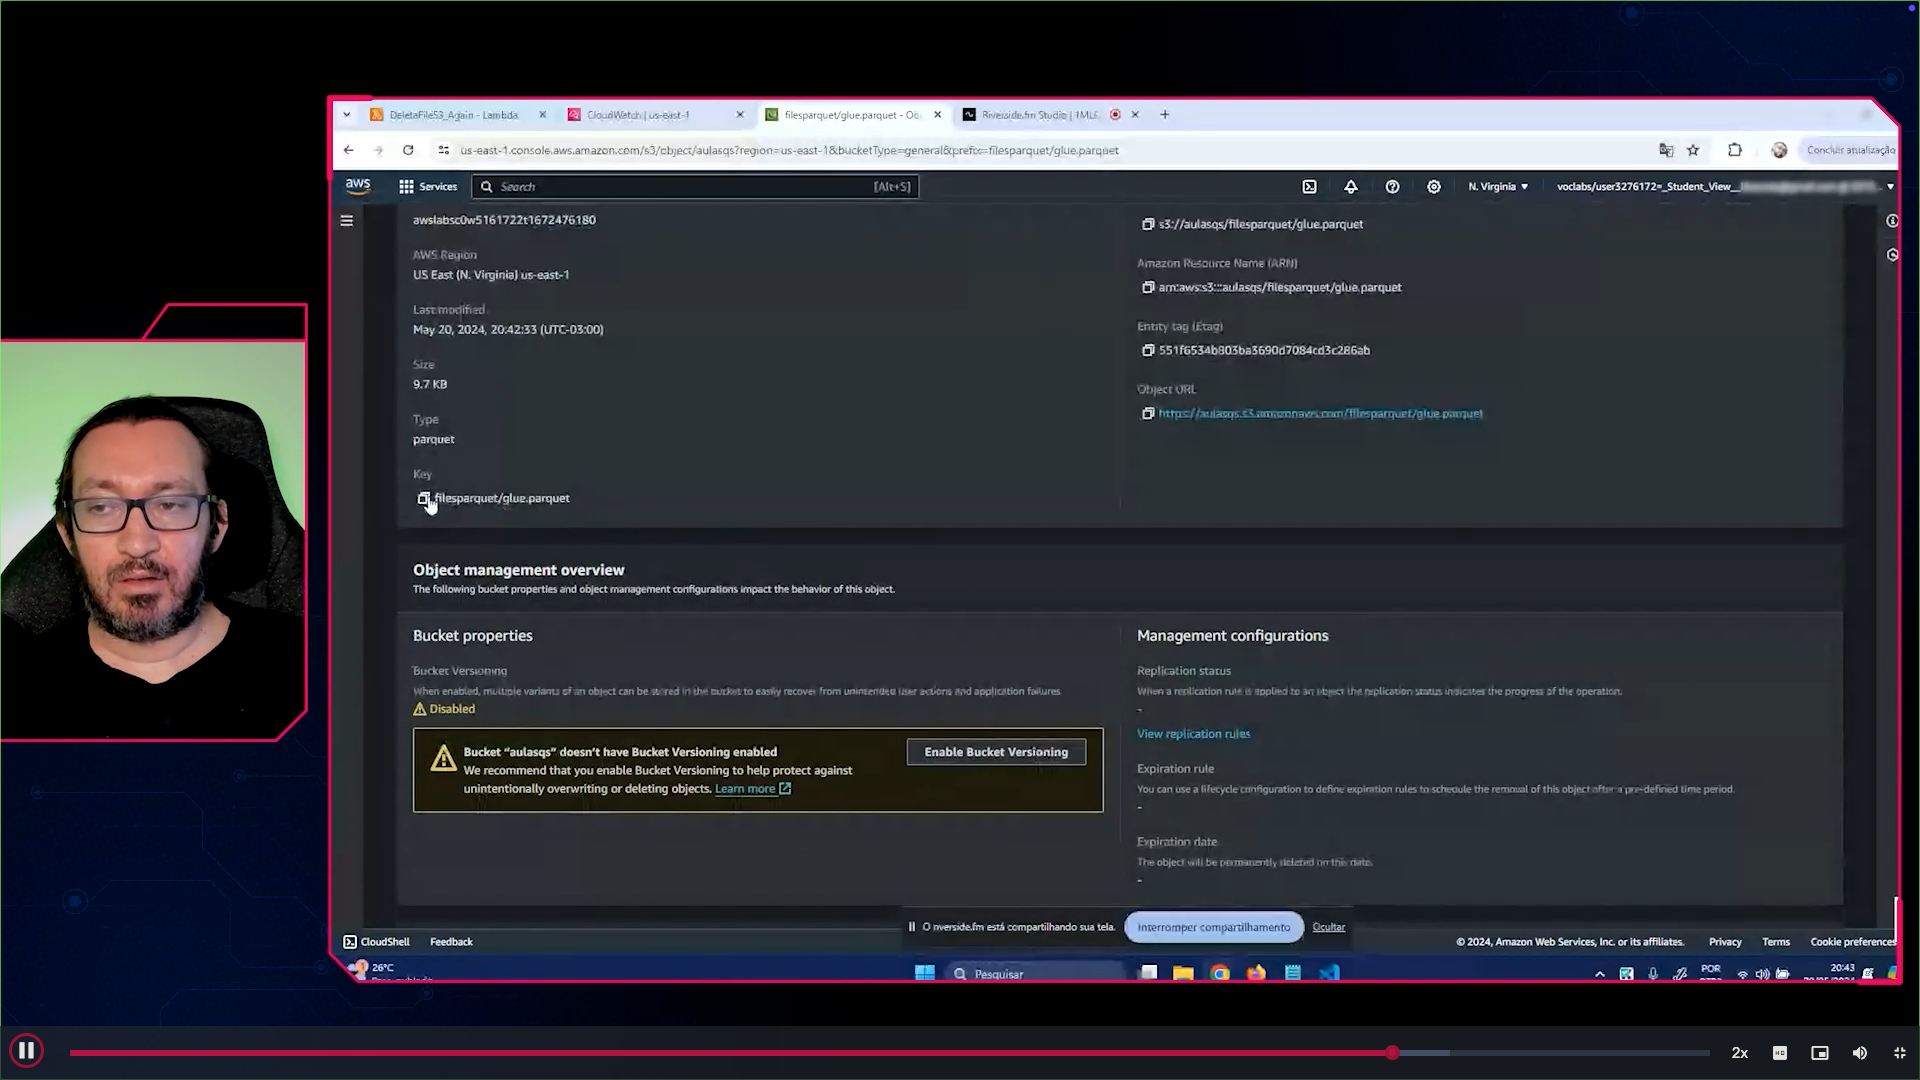 DeletaFileS3_Again - Lambda
CloudWatch | us-east-1
filesparquet/glue.parquet - Ob
Riverside.fm Studio | 1MLE
us-east-1.console.aws.amazon.com/s3/object/aulasqs?region=us-east-1&bucketType=general&prefix=filesparquet/glue.parquet
Concluir atualização
aws
Services
Search
[Alt+S]
N. Virginia
voclabs/user3276172=_Student_View_
awslabsc0w5161722t1672476180
s3://aulasqs/filesparquet/glue.parquet
AWS Region
US East (N. Virginia) us-east-1
Amazon Resource Name (ARN)
arn:aws:s3:::aulasqs/filesparquet/glue.parquet
Last modified
May 20, 2024, 20:42:33 (UTC-03:00)
Entity tag (Etag)
551f6534b803ba3690d7084cd3c286ab
Size
9.7 KB
Object URL
https://aulasqs.s3.amazonaws.com/filesparquet/glue.parquet
Type
parquet
Key
filesparquet/glue.parquet
Object management overview
The following bucket properties and object management configurations impact the behavior of this object.
Bucket properties
Bucket Versioning
When enabled, multiple variants of an object can be stored in the bucket to easily recover from unintended user actions and application failures
Disabled
Bucket “aulasqs” doesn't have Bucket Versioning enabled
We recommend that you enable Bucket Versioning to help protect against
unintentionally overwriting or deleting objects. Learn more
Enable Bucket Versioning
Management configurations
Replication status
When a replication rule is applied to an object the replication status indicates the progress of the operation.
-
View replication rules
Expiration rule
You can use a lifecycle configuration to define expiration rules to schedule the removal of this object after a pre-defined time period.
-
Expiration date
The object will be permanently deleted on this date.
-
O riverside.fm está compartilhando sua tela.
Interromper compartilhamento
Ocultar
CloudShell
Feedback
© 2024, Amazon Web Services, Inc. or its affiliates.
Privacy
Terms
Cookie preferences
26°C
Pesquisar
POR
20:43
2x
HD